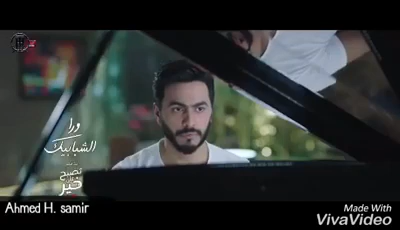 ورا
الشبابيك
تصبح
خير
Ahmed H. samir
Made With
VivaVideo